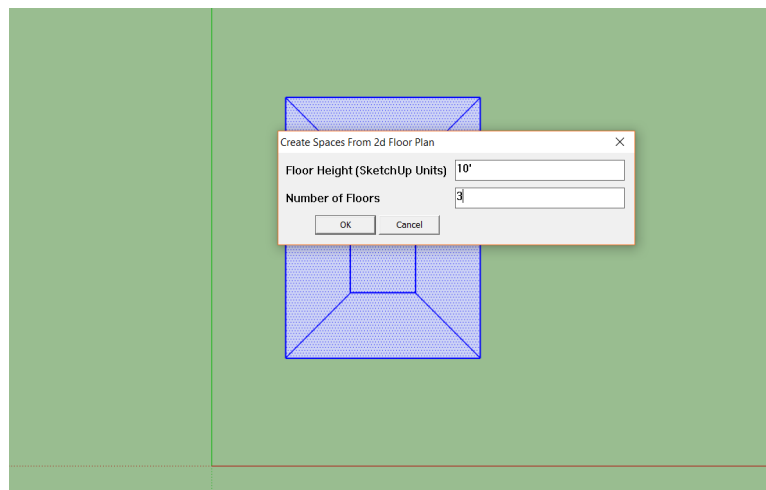 Create Spaces From 2d Floor Plan
Floor Height (SketchUp Units) 10'
Number of Floors 3
OK Cancel